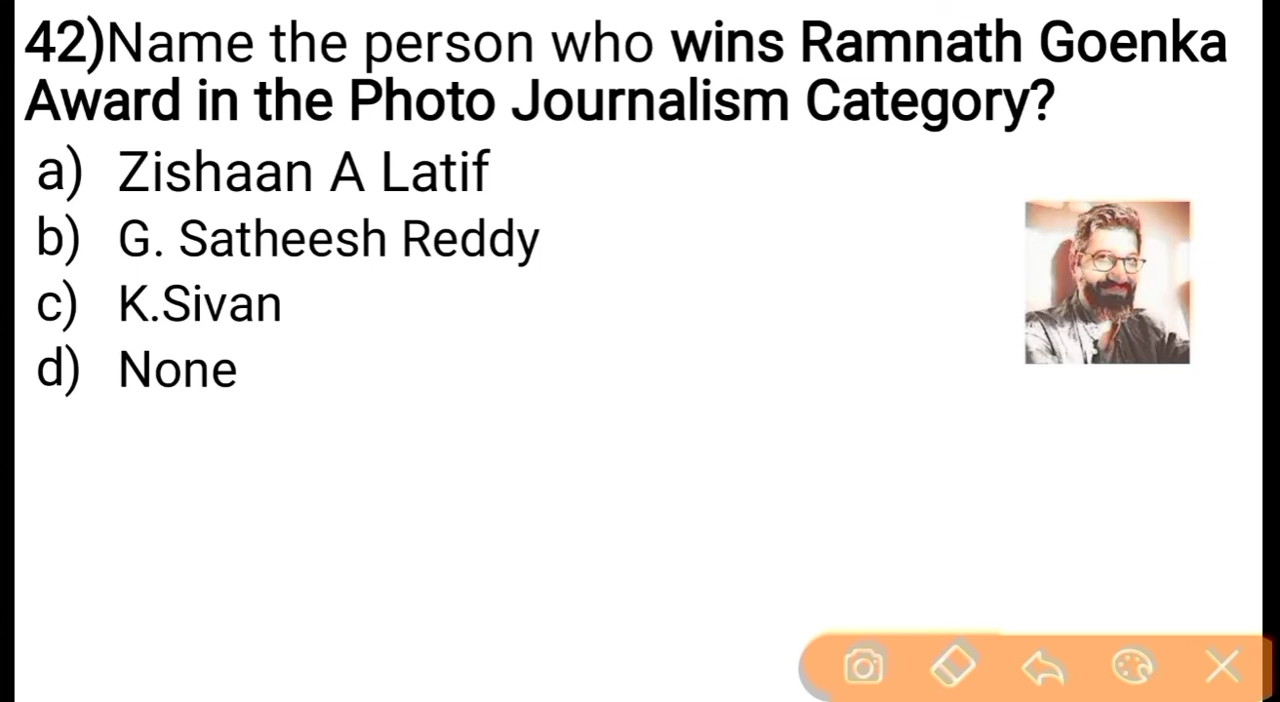 42)Name the person who wins Ramnath Goenka
Award in the Photo Journalism Category?
a) Zishaan A Latif
b) G. Satheesh Reddy
c) K.Sivan
d) None